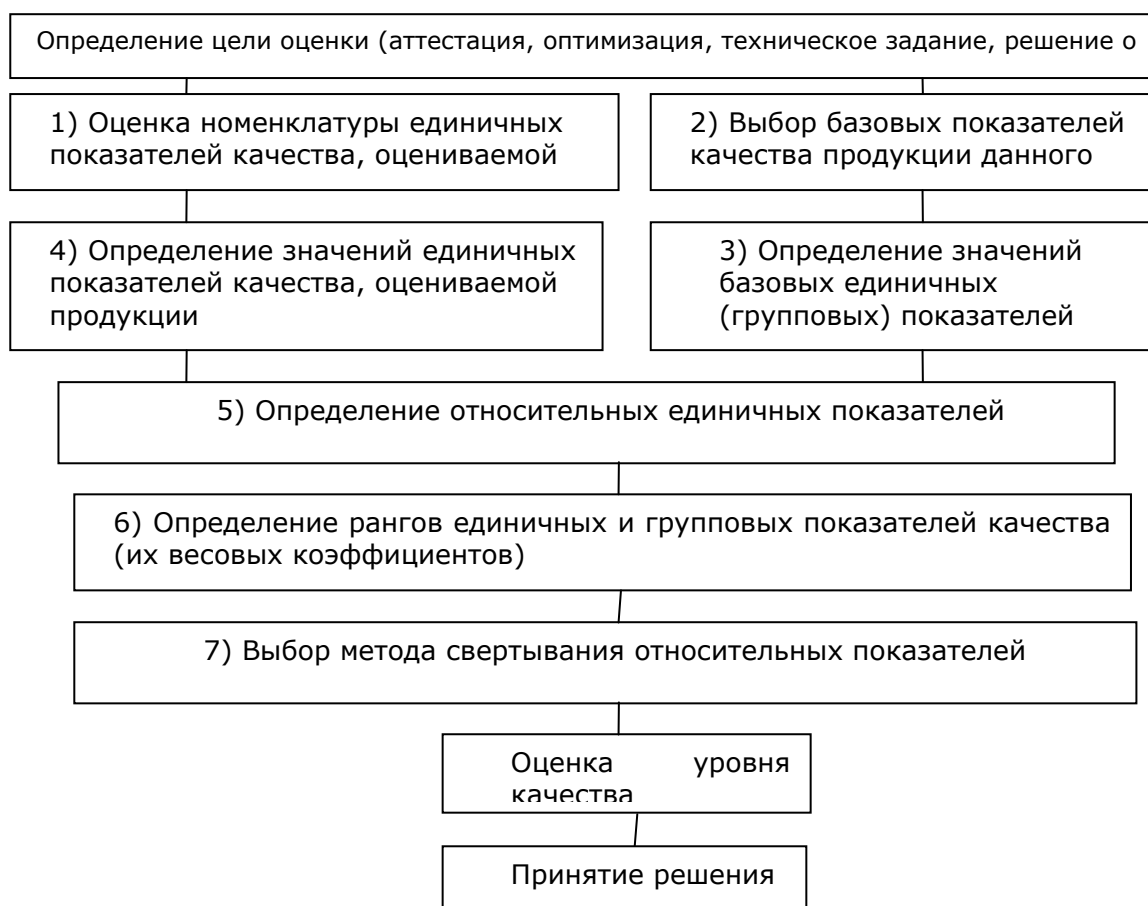 Определение цели оценки (аттестация, оптимизация, техническое задание, решение о
1) Оценка номенклатуры единичных
показателей качества, оцениваемой
2) Выбор базовых показателей
качества продукции данного
4) Определение значений единичных
показателей качества, оцениваемой
продукции
3) Определение значений
базовых единичных
(групповых) показателей
5) Определение относительных единичных показателей
6) Определение рангов единичных и групповых показателей качества
(их весовых коэффициентов)
7) Выбор метода свертывания относительных показателей
Оценка уровня
качества
Принятие решения